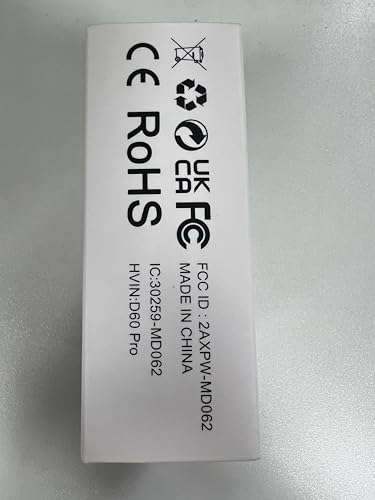 CE RoHS
UK
CA
FC
FCC ID : 2AXPW-MD062
MADE IN CHINA
IC:30259-MD062
HVIN:D60 Pro